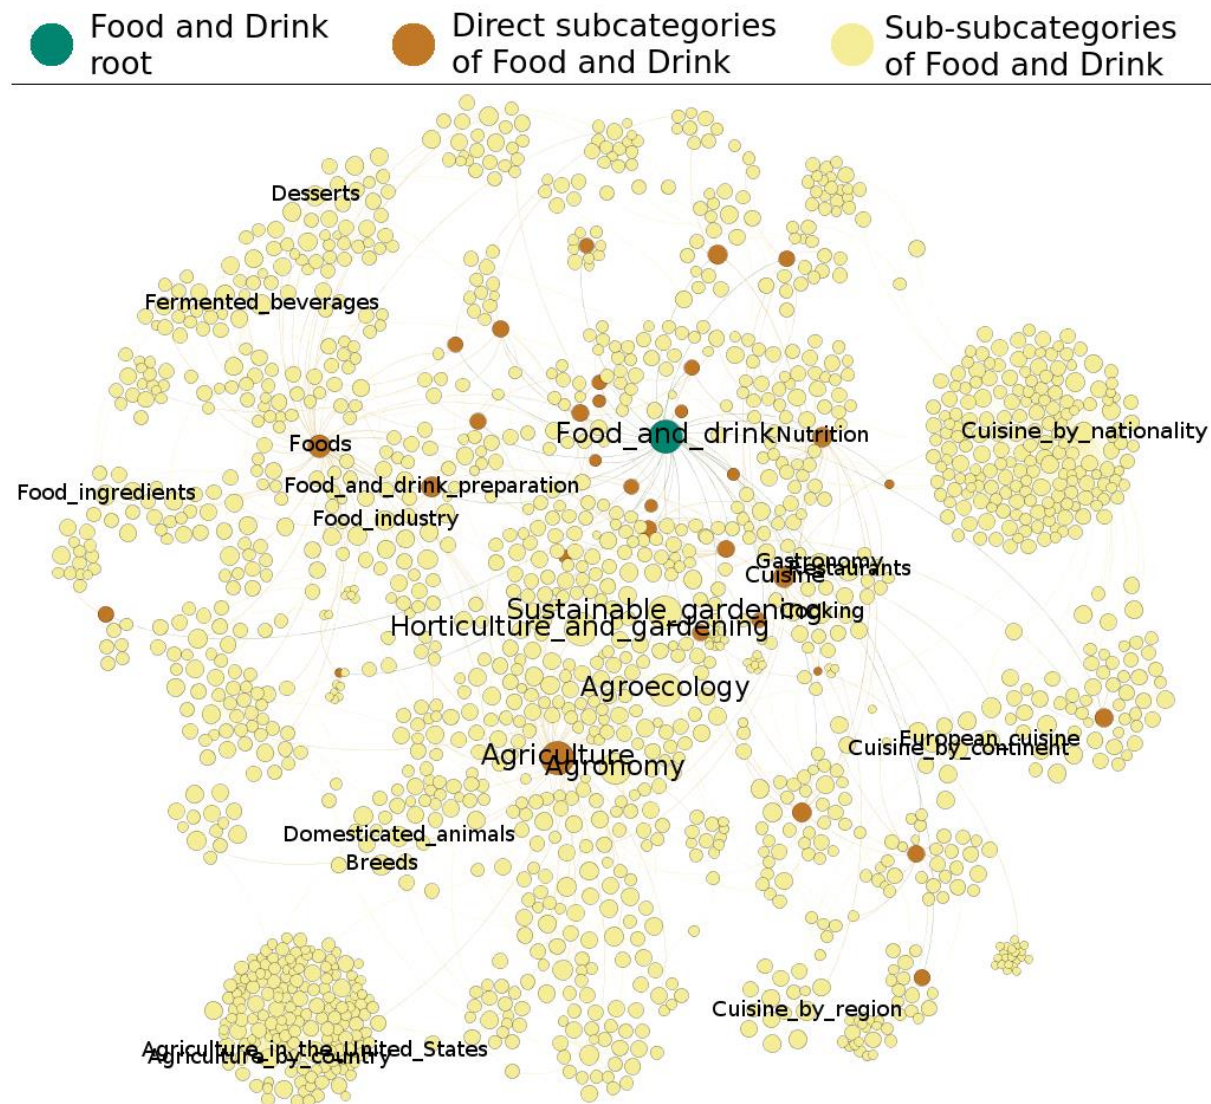 Food and Drink
root
Direct subcategories
of Food and Drink
Sub-subcategories
of Food and Drink
Desserts
Fermented_beverages
Foods
Food_and_drink
Nutrition
Cuisine_by_nationality
Food_ingredients
Food_and_drink_preparation
Food_industry
Gastronomy
Restaurants
Cuisine
Sustainable_gardening
Cooking
Horticulture_and_gardening
Agroecology
European_cuisine
Cuisine_by_continent
Agriculture
Agronomy
Domesticated_animals
Breeds
Cuisine_by_region
Agriculture_in_the_United_States
Agriculture_by_country